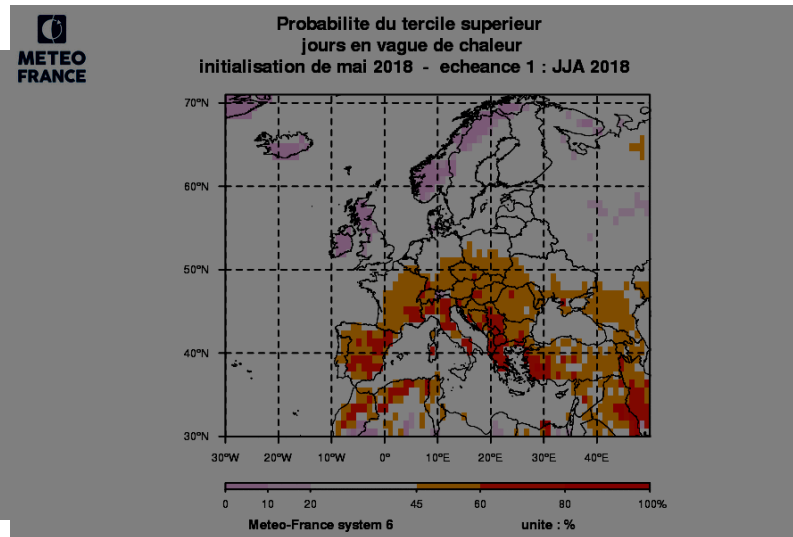 METEO
FRANCE
Probabilite du tercile superieur
jours en vague de chaleur
initialisation de mai 2018 - echeance 1 : JJA 2018
70°N
60°N
50°N
40°N
30°N
30°W 20°W 10°W 0° 10°E 20°E 30°E 40°E
0 10 20 45 60 80 100%
Meteo-France system 6 unite : %